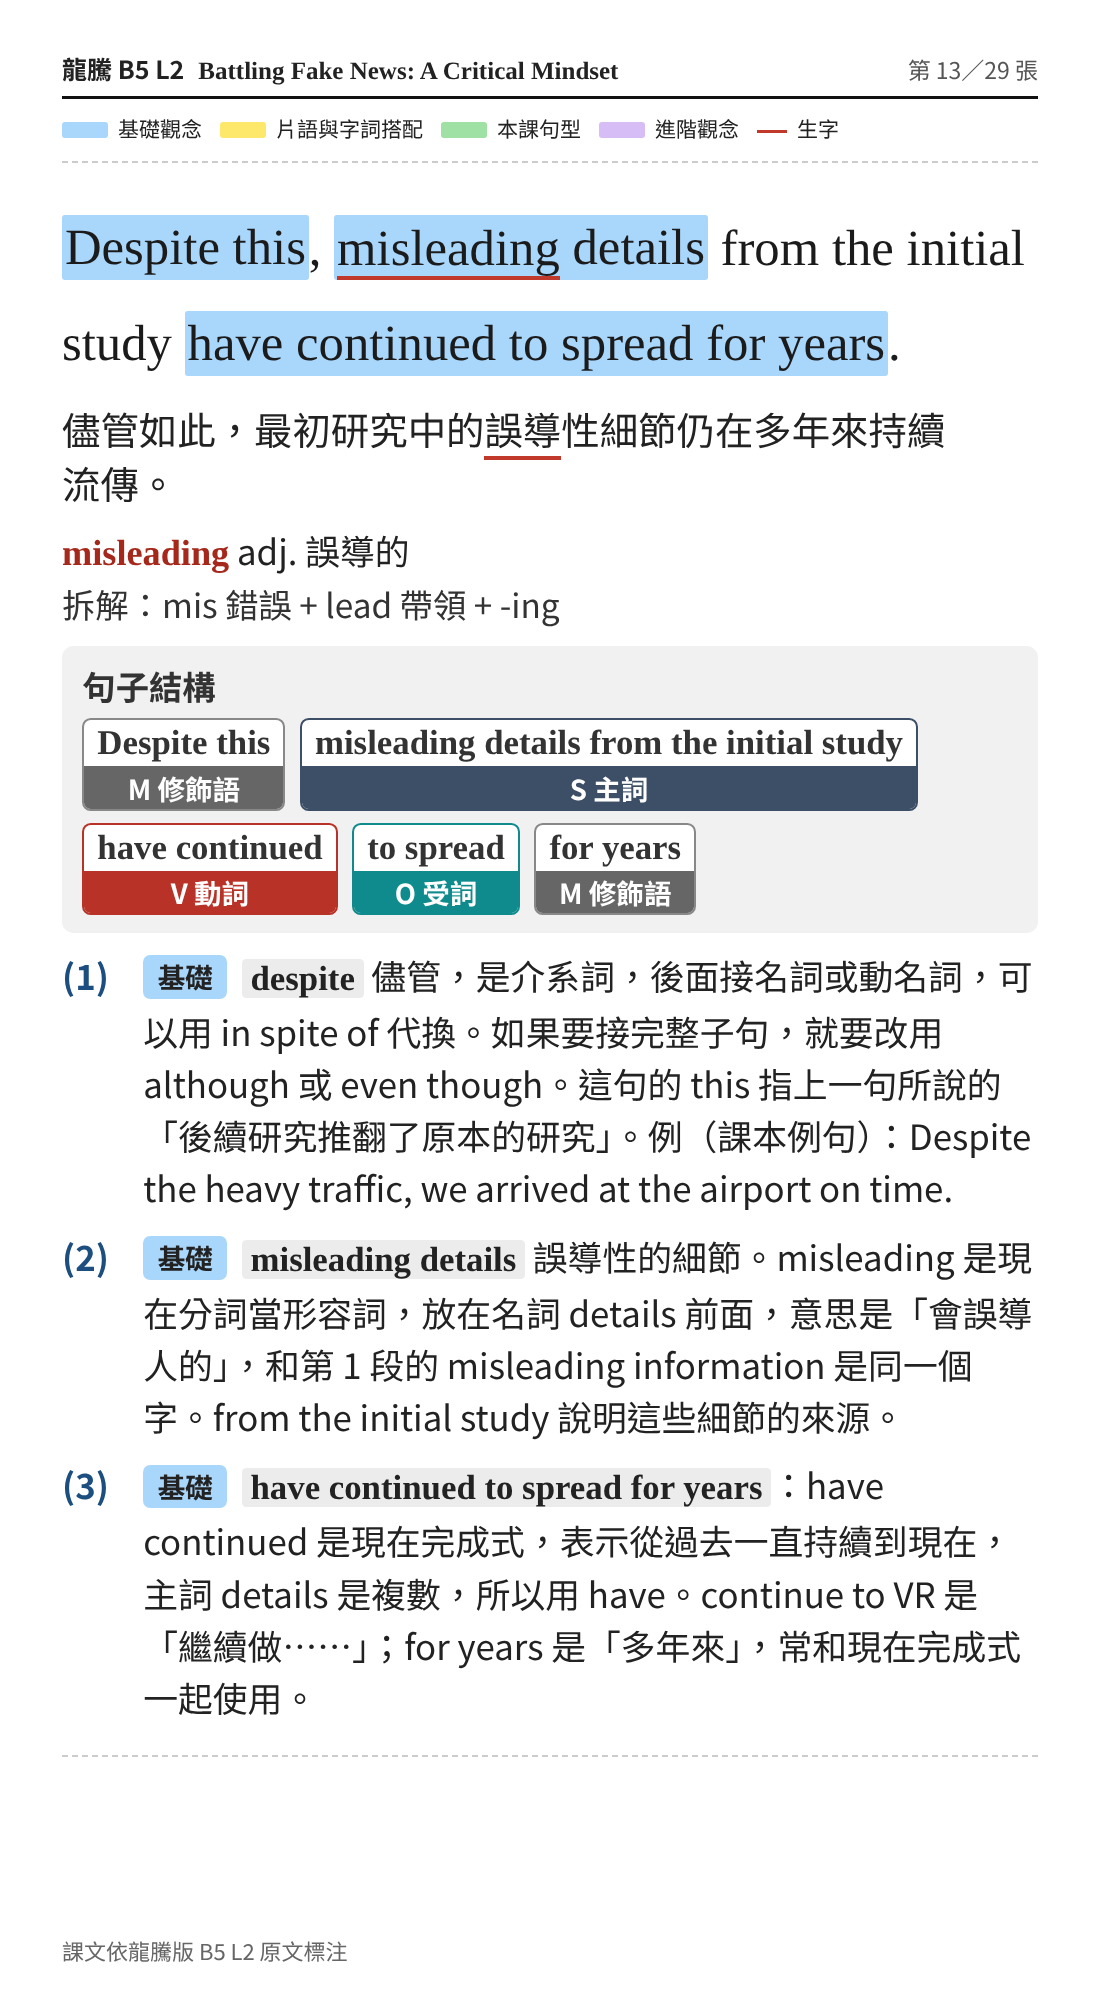 龍騰 B5 L2 Battling Fake News: A Critical Mindset 第 13／29 張
基礎觀念 片語與字詞搭配 本課句型 進階觀念 生字
Despite this, misleading details from the initial
study have continued to spread for years.
儘管如此，最初研究中的誤導性細節仍在多年來持續
流傳。
misleading adj. 誤導的
拆解：mis 錯誤 + lead 帶領 + -ing
句子結構
Despite this misleading details from the initial study
M 修飾語 S 主詞
have continued to spread for years
V 動詞 O 受詞 M 修飾語
(1) 基礎 despite 儘管，是介系詞，後面接名詞或動名詞，可
以用 in spite of 代換。如果要接完整子句，就要改用
although 或 even though。這句的 this 指上一句所說的
「後續研究推翻了原本的研究」。例（課本例句）：Despite
the heavy traffic, we arrived at the airport on time.
(2) 基礎 misleading details 誤導性的細節。misleading 是現
在分詞當形容詞，放在名詞 details 前面，意思是「會誤導
人的」，和第 1 段的 misleading information 是同一個
字。from the initial study 說明這些細節的來源。
(3) 基礎 have continued to spread for years：have
continued 是現在完成式，表示從過去一直持續到現在，
主詞 details 是複數，所以用 have。continue to VR 是
「繼續做……」；for years 是「多年來」，常和現在完成式
一起使用。
課文依龍騰版 B5 L2 原文標注